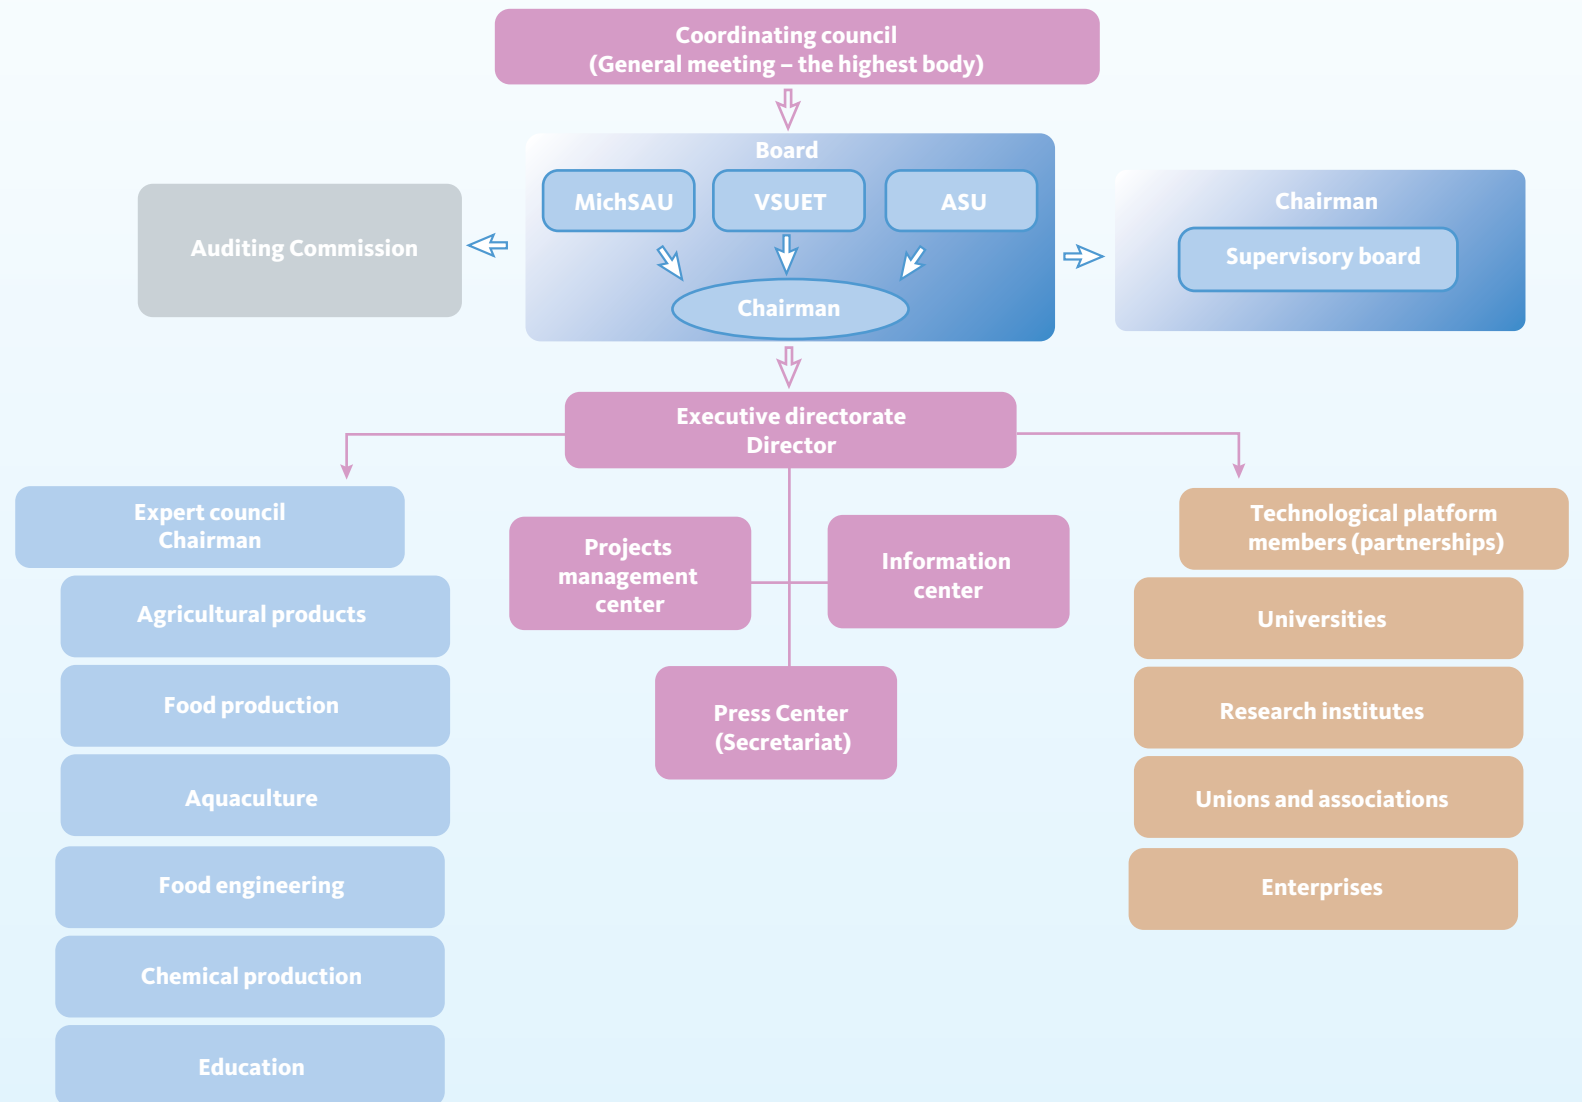 Coordinating council
(General meeting – the highest body)
Board
MichSAU
VSUET
ASU
Chairman
Auditing Commission
Chairman
Supervisory board
Executive directorate
Director
Expert council
Chairman
Agricultural products
Food production
Aquaculture
Food engineering
Chemical production
Education
Projects
management
center
Information
center
Press Center
(Secretariat)
Technological platform
members (partnerships)
Universities
Research institutes
Unions and associations
Enterprises